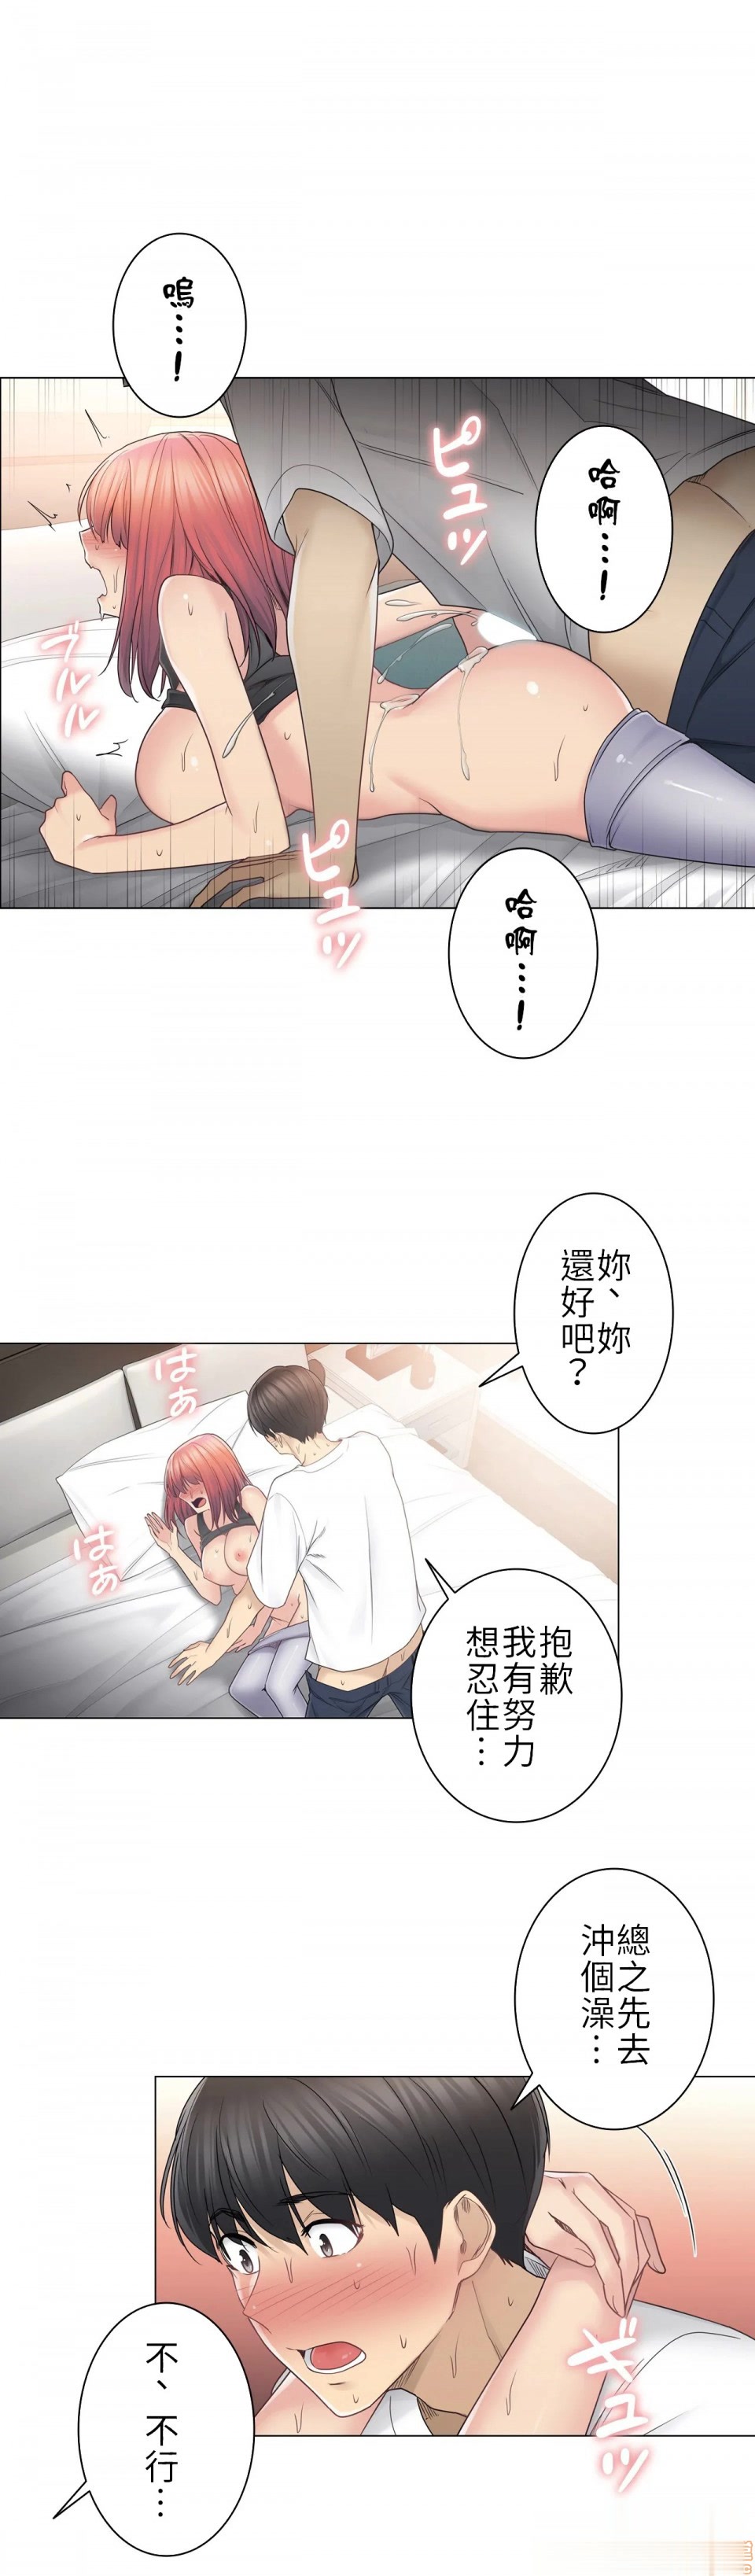 嗚⋯!
ピュッ
哈啊⋯!
ブルル
ピュッ
哈啊⋯!
妳、妳
還好吧?
はぁ
はぁ
抱歉
我有努力
想忍住⋯
總之先去
沖個澡⋯
ギュッ
不、不行⋯